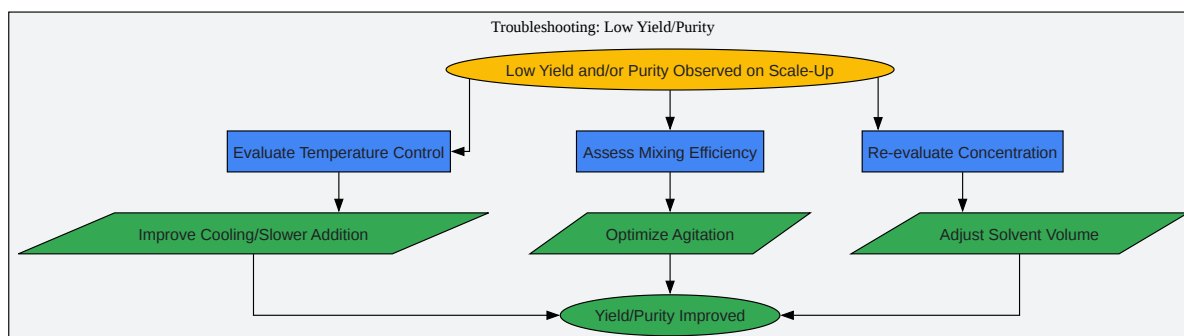 Troubleshooting: Low Yield/Purity
Low Yield and/or Purity Observed on Scale-Up
Evaluate Temperature Control
Assess Mixing Efficiency
Re-evaluate Concentration
Improve Cooling/Slower Addition
Optimize Agitation
Adjust Solvent Volume
Yield/Purity Improved